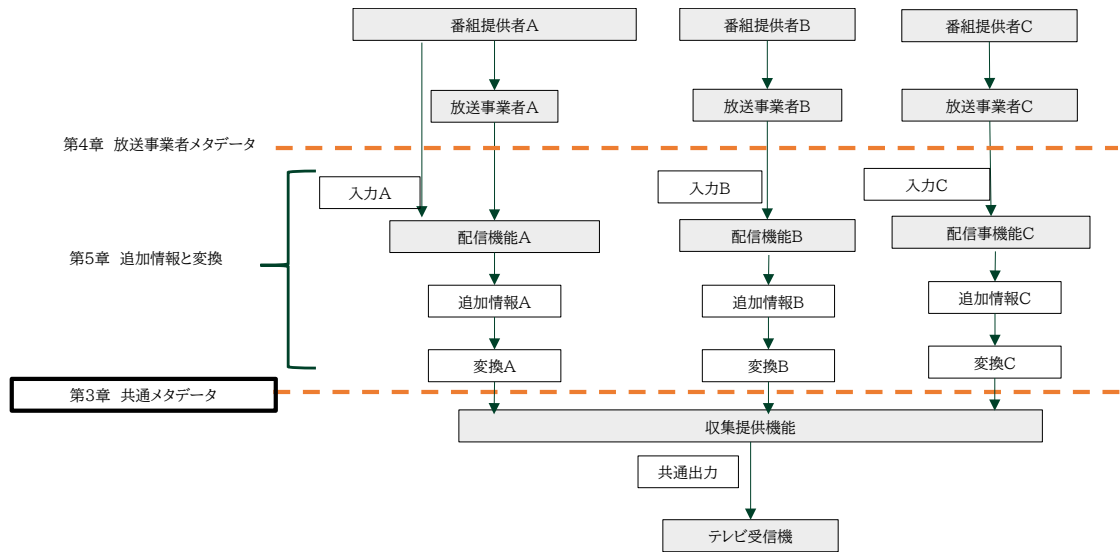 番組提供者A
番組提供者B
番組提供者C
放送事業者A
放送事業者B
放送事業者C
第4章 放送事業者メタデータ
入力A
入力B
入力C
配信機能A
配信機能B
配信事機能C
第5章 追加情報と変換
追加情報A
追加情報B
追加情報C
変換A
変換B
変換C
第3章 共通メタデータ
収集提供機能
共通出力
テレビ受信機